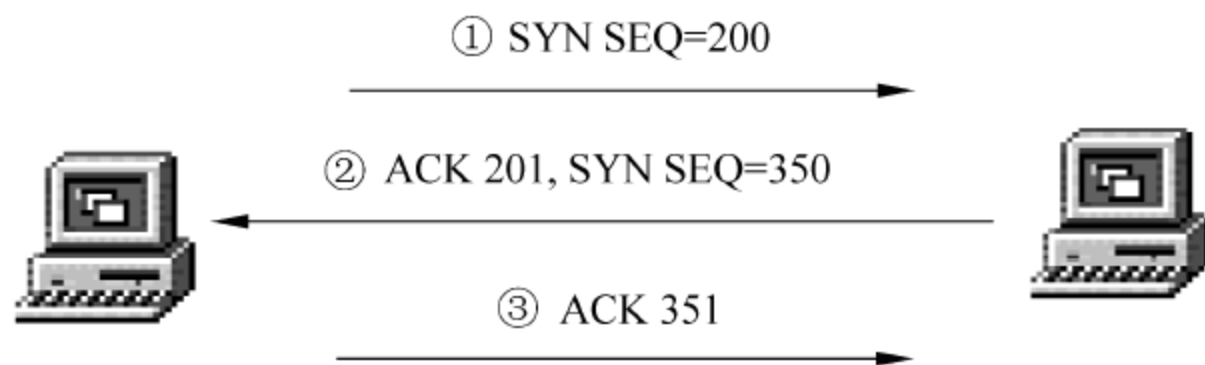 ① SYN SEQ=200
② ACK 201, SYN SEQ=350
③ ACK 351